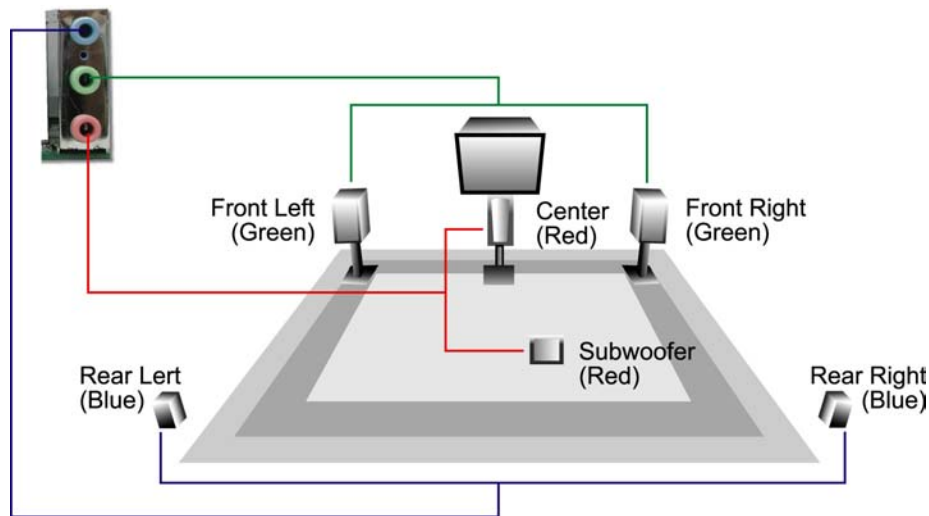 Front Left
(Green)
Center
(Red)
Front Right
(Green)
Subwoofer
(Red)
Rear Lert
(Blue)
Rear Right
(Blue)